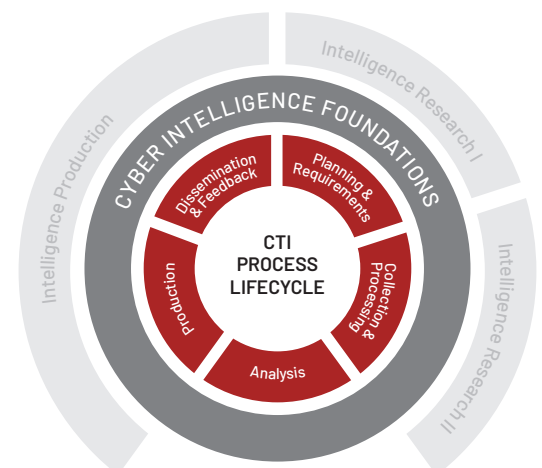 Intelligence Production
Intelligence Research I
Intelligence Research II
CYBER INTELLIGENCE FOUNDATIONS
Dissemination
& Feedback
Planning &
Requirements
Collection &
Processing
Analysis
Production
CTI
PROCESS
LIFECYCLE